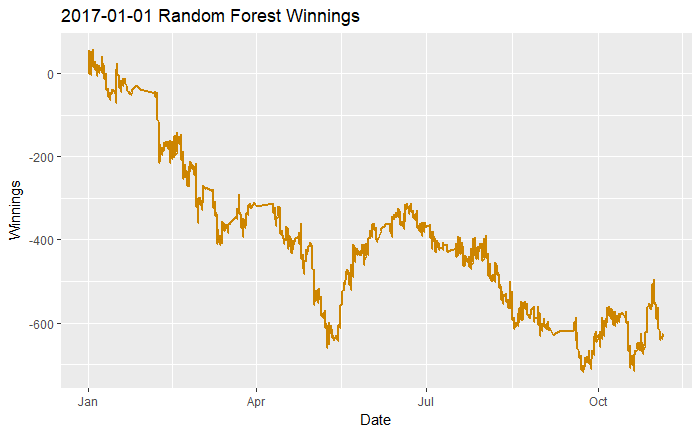 2017-01-01 Random Forest Winnings
0
-200
-400
-600
Winnings
Jan
Apr
Jul
Oct
Date